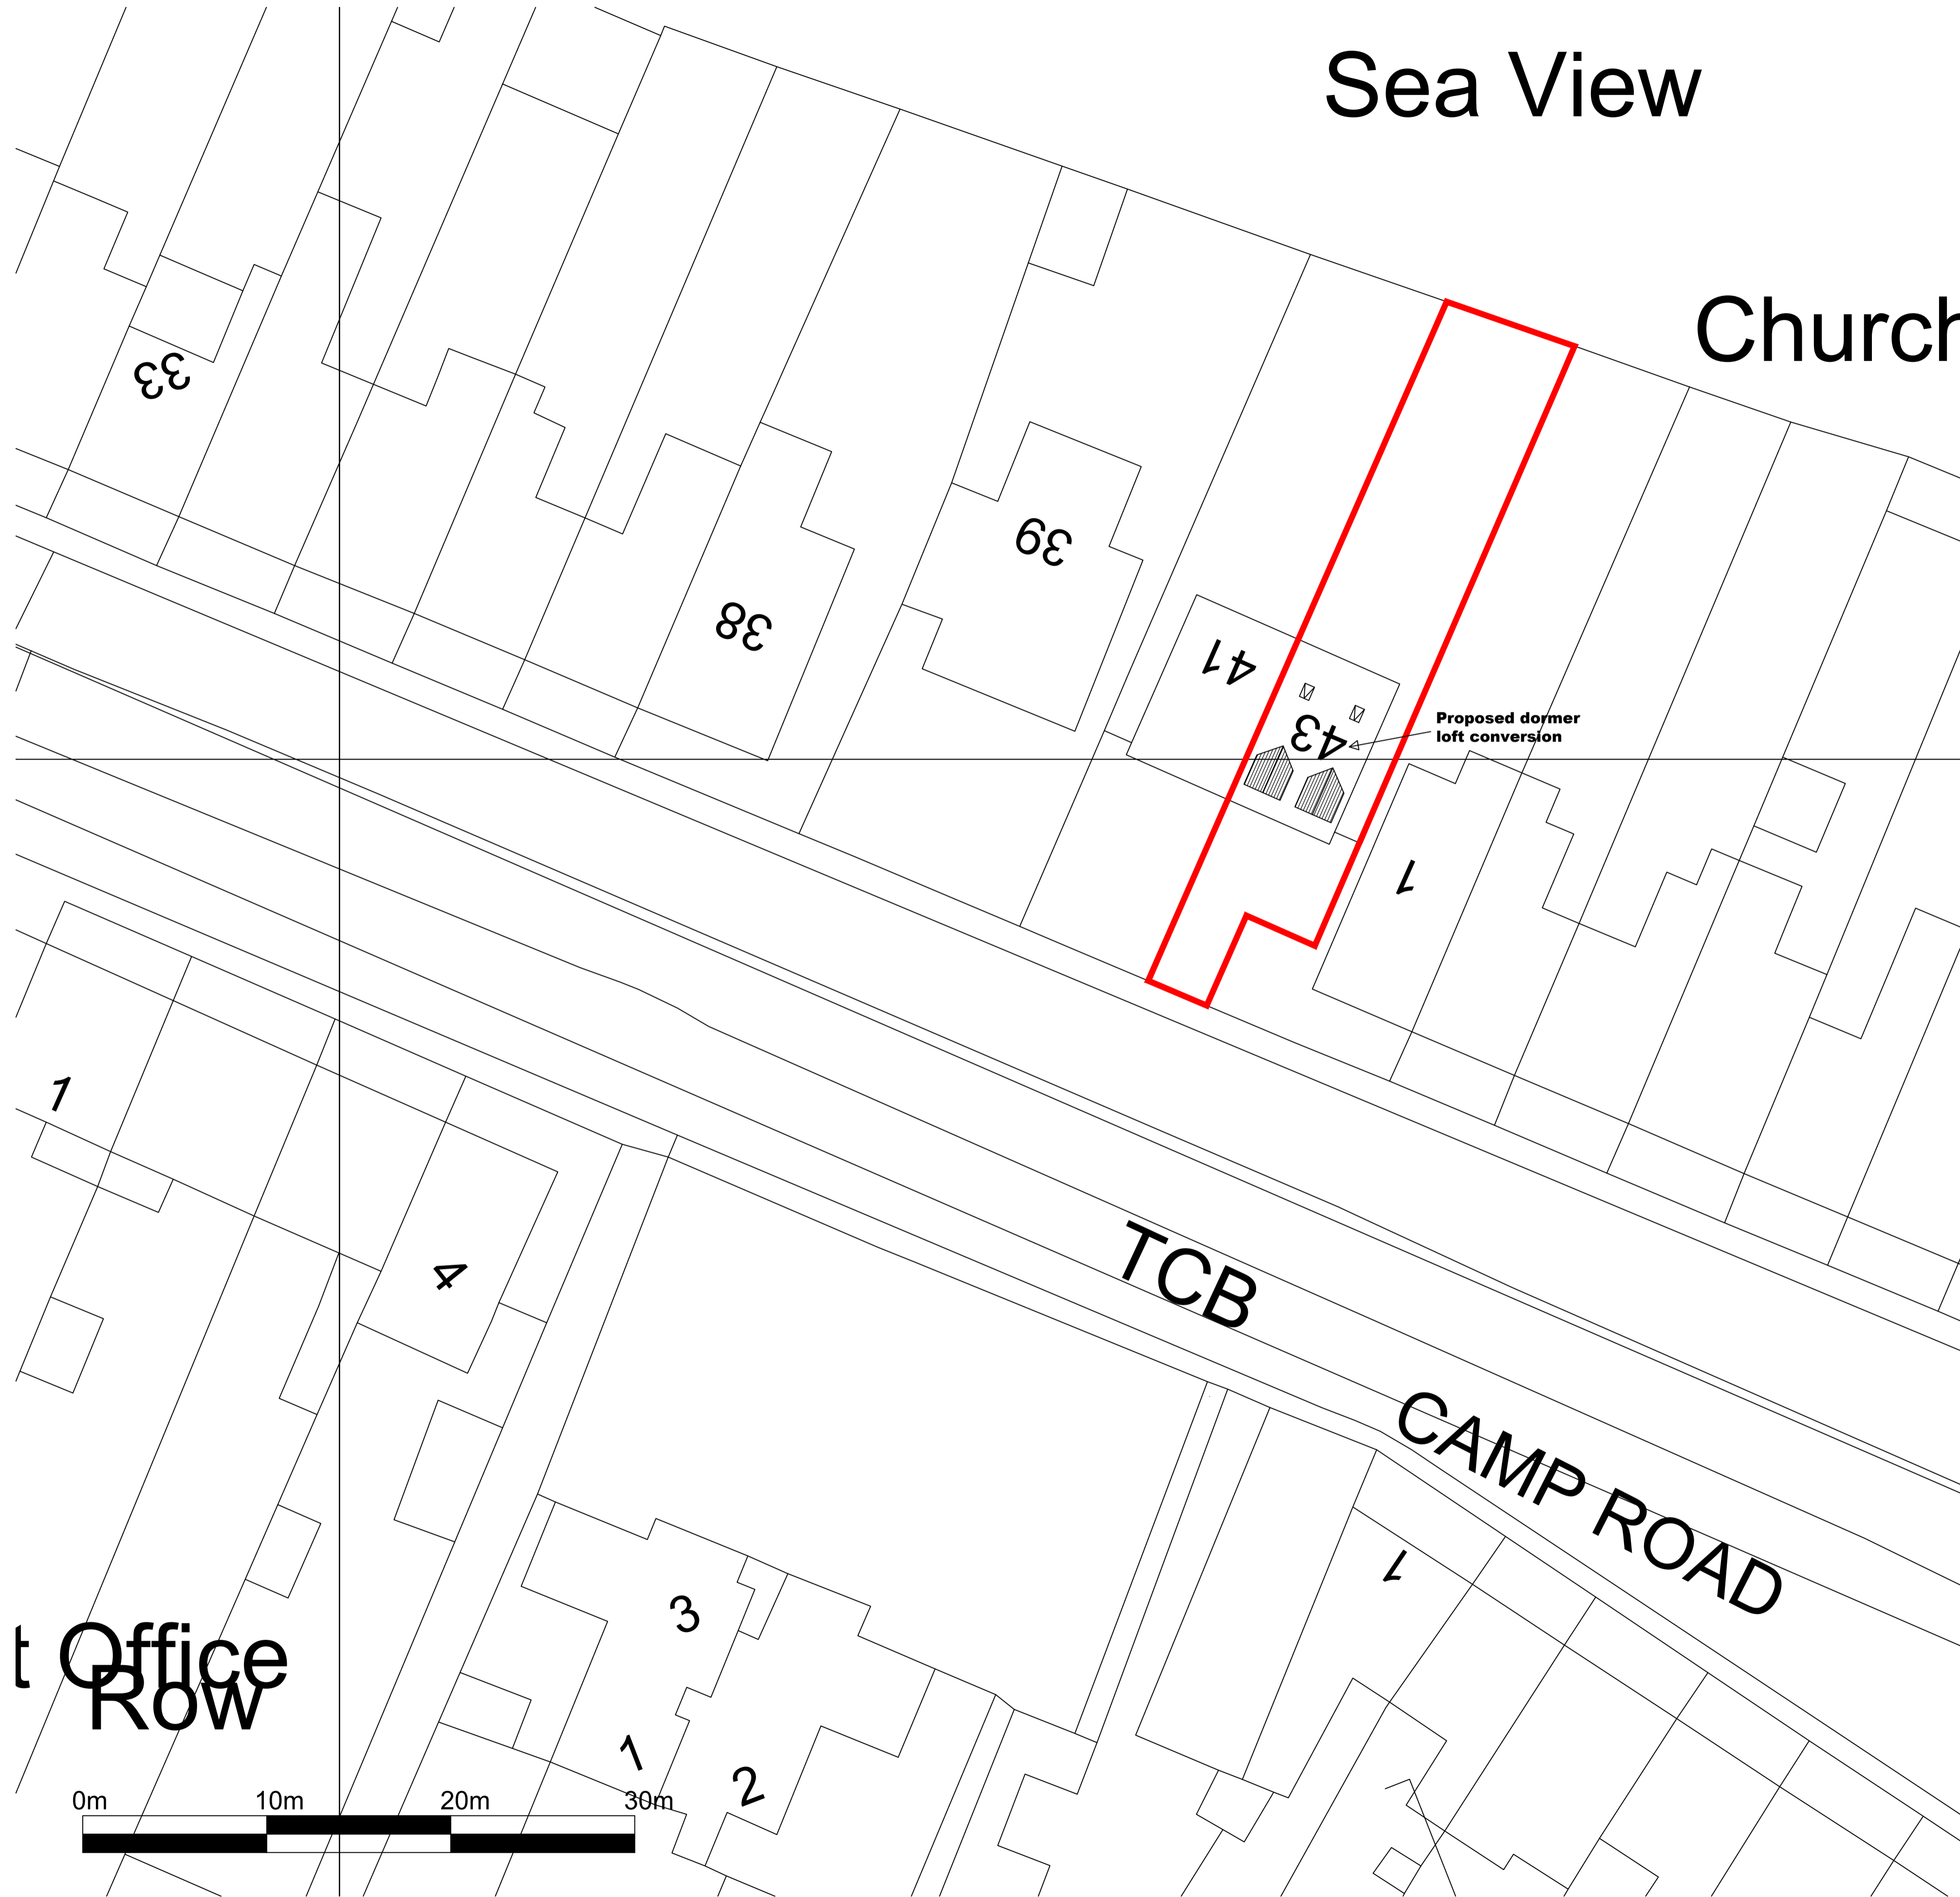 Sea View
Church
33
39
38
41
43
Proposed dormer
loft conversion
1
1
4
TCB
CAMP ROAD
1
3
t Office
Row
1
2
0m 10m 20m 30m